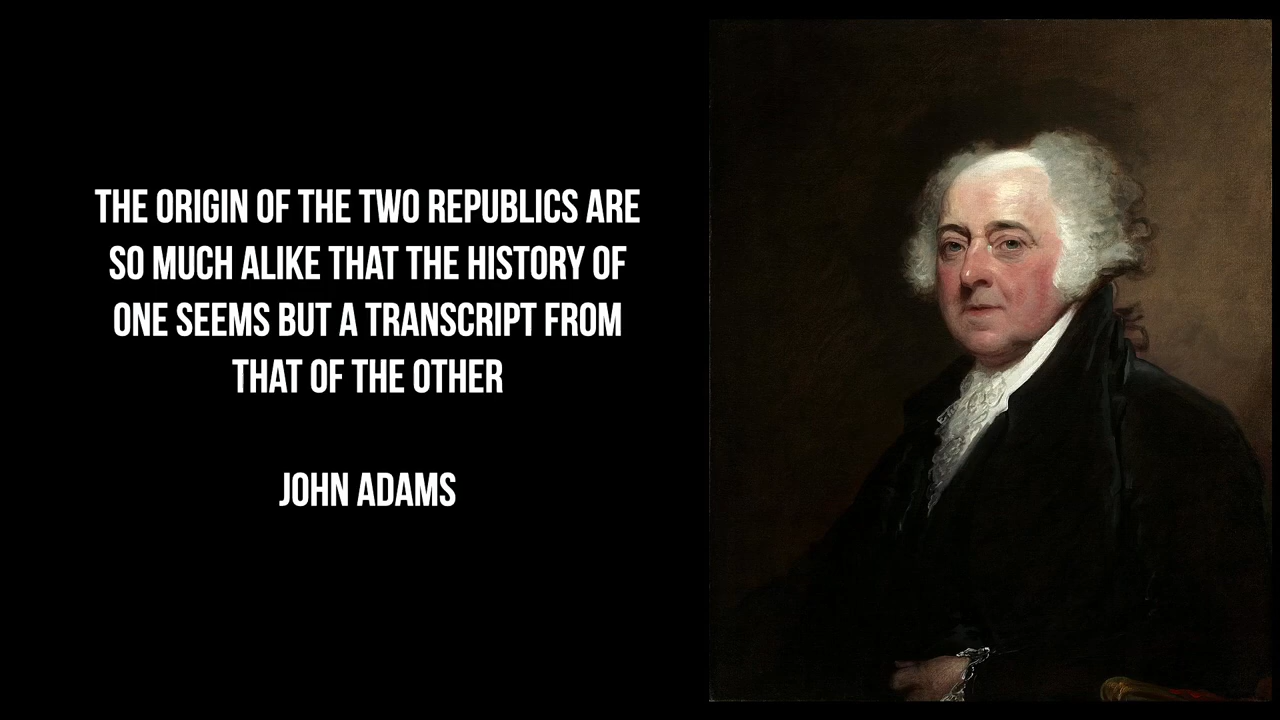 THE ORIGIN OF THE TWO REPUBLICS ARE
SO MUCH ALIKE THAT THE HISTORY OF
ONE SEEMS BUT A TRANSCRIPT FROM
THAT OF THE OTHER
JOHN ADAMS